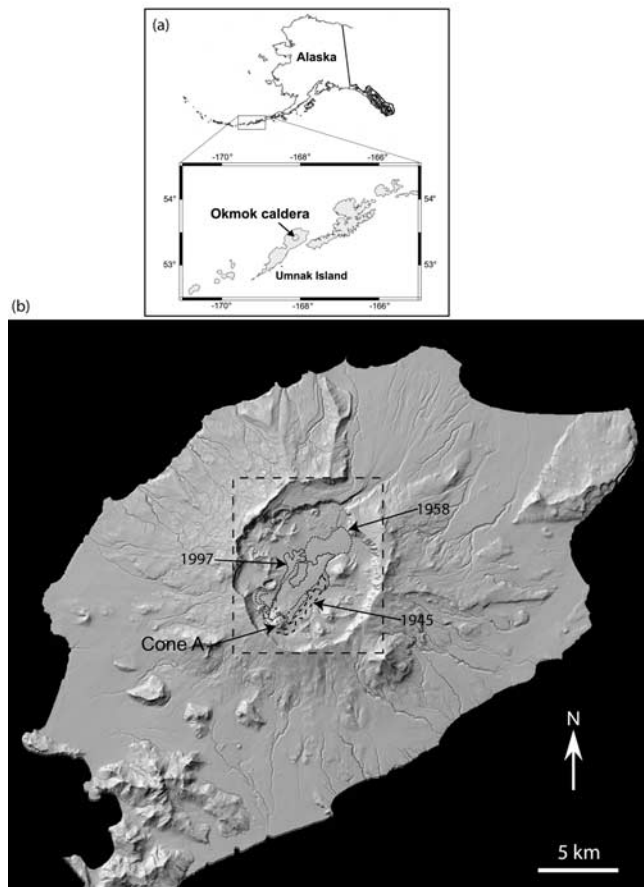 (a)
Alaska
-170°
-168°
-166°
54°
54°
Okmok caldera
53°
53°
Umnak Island
-170°
-168°
-166°
(b)
1958
1997
1945
Cone A
N
5 km